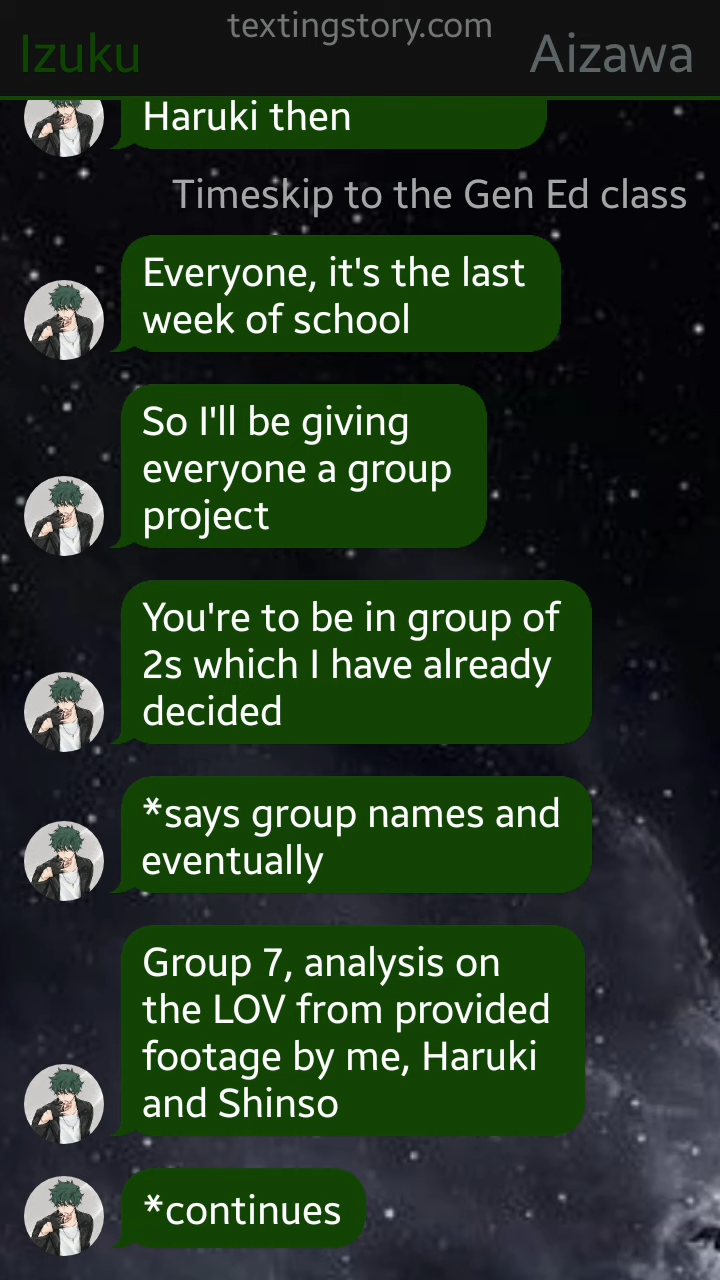 textingstory.com
Izuku
Aizawa
Haruki then
Timeskip to the Gen Ed class
Everyone, it's the last
week of school
So I'll be giving
everyone a group
project
You're to be in group of
2s which I have already
decided
*says group names and
eventually
Group 7, analysis on
the LOV from provided
footage by me, Haruki
and Shinso
*continues